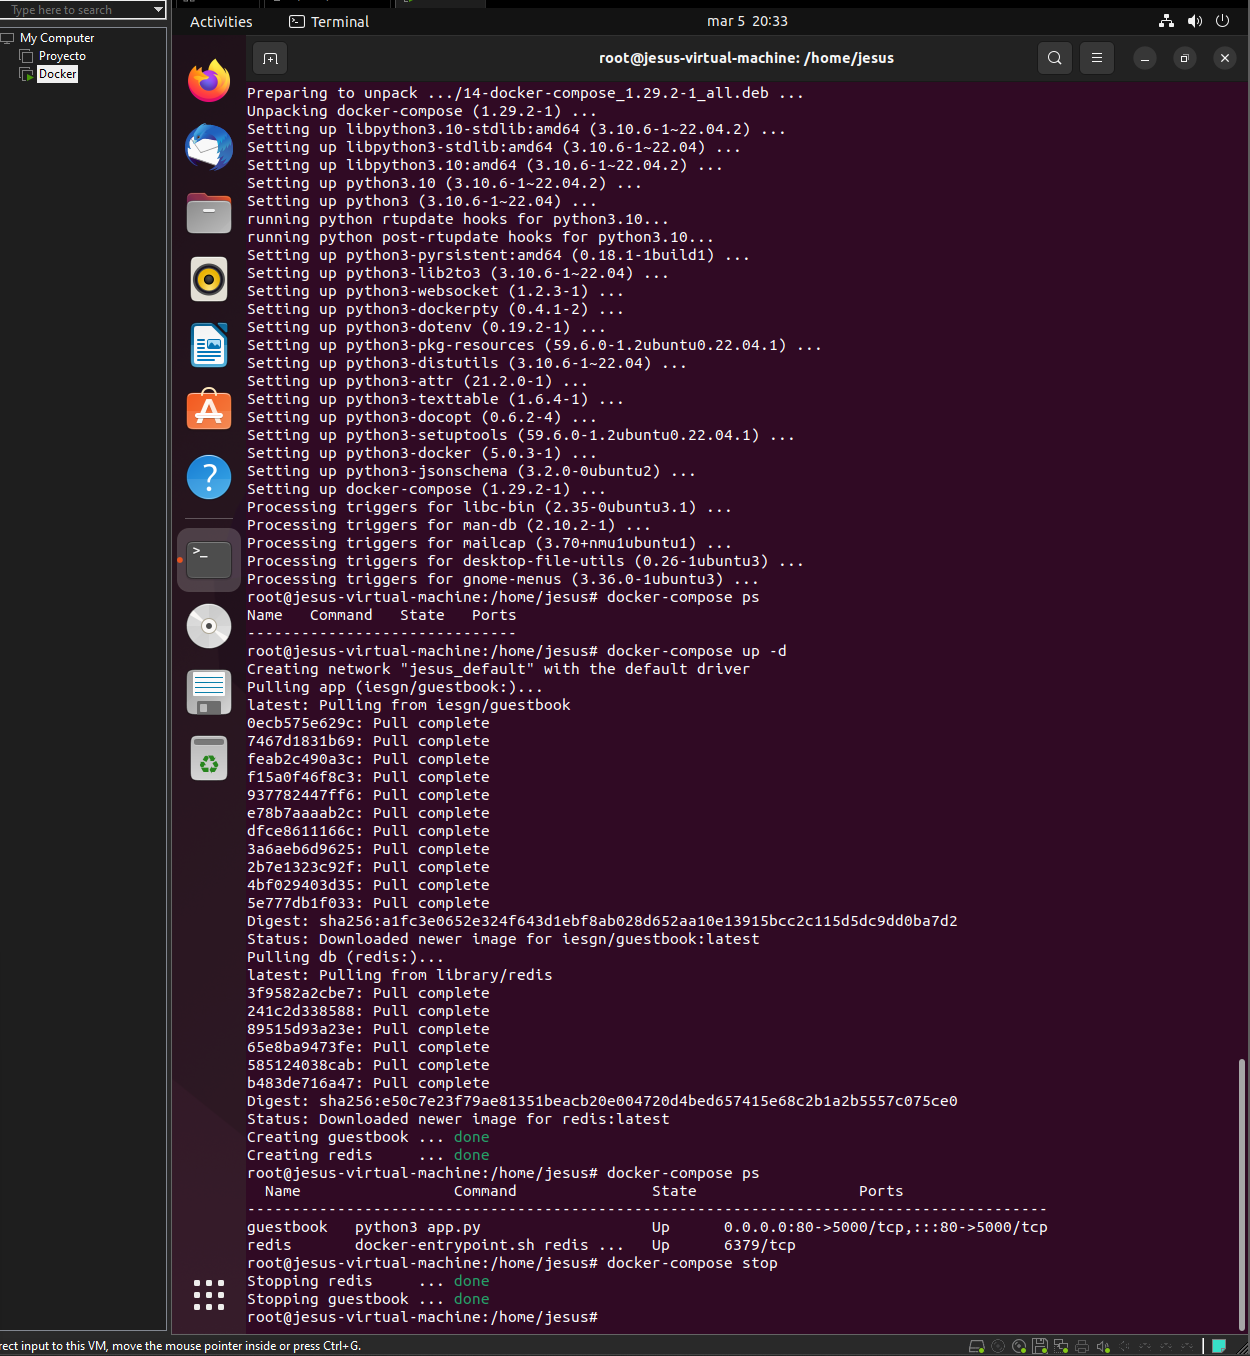 Type here to search
My Computer
Proyecto
Docker
Activities
Terminal
mar 5 20:33
root@jesus-virtual-machine: /home/jesus
Preparing to unpack .../14-docker-compose_1.29.2-1_all.deb ...
Unpacking docker-compose (1.29.2-1) ...
Setting up libpython3.10-stdlib:amd64 (3.10.6-1~22.04.2) ...
Setting up libpython3-stdlib:amd64 (3.10.6-1~22.04) ...
Setting up libpython3.10:amd64 (3.10.6-1~22.04.2) ...
Setting up python3.10 (3.10.6-1~22.04.2) ...
Setting up python3 (3.10.6-1~22.04) ...
running python rtupdate hooks for python3.10...
running python post-rtupdate hooks for python3.10...
Setting up python3-pyrsistent:amd64 (0.18.1-1build1) ...
Setting up python3-lib2to3 (3.10.6-1~22.04) ...
Setting up python3-websocket (1.2.3-1) ...
Setting up python3-dockerpty (0.4.1-2) ...
Setting up python3-dotenv (0.19.2-1) ...
Setting up python3-pkg-resources (59.6.0-1.2ubuntu0.22.04.1) ...
Setting up python3-distutils (3.10.6-1~22.04) ...
Setting up python3-attr (21.2.0-1) ...
Setting up python3-texttable (1.6.4-1) ...
Setting up python3-docopt (0.6.2-4) ...
Setting up python3-setuptools (59.6.0-1.2ubuntu0.22.04.1) ...
Setting up python3-docker (5.0.3-1) ...
Setting up python3-jsonschema (3.2.0-0ubuntu2) ...
Setting up docker-compose (1.29.2-1) ...
Processing triggers for libc-bin (2.35-0ubuntu3.1) ...
Processing triggers for man-db (2.10.2-1) ...
Processing triggers for mailcap (3.70+nmu1ubuntu1) ...
Processing triggers for desktop-file-utils (0.26-1ubuntu3) ...
Processing triggers for gnome-menus (3.36.0-1ubuntu3) ...
root@jesus-virtual-machine:/home/jesus# docker-compose ps
Name   Command   State   Ports
------------------------------
root@jesus-virtual-machine:/home/jesus# docker-compose up -d
Creating network "jesus_default" with the default driver
Pulling app (iesgn/guestbook:)...
latest: Pulling from iesgn/guestbook
0ecb575e629c: Pull complete
7467d1831b69: Pull complete
feab2c490a3c: Pull complete
f15a0f46f8c3: Pull complete
937782447ff6: Pull complete
e78b7aaaab2c: Pull complete
dfce8611166c: Pull complete
3a6aeb6d9625: Pull complete
2b7e1323c92f: Pull complete
4bf029403d35: Pull complete
5e777db1f033: Pull complete
Digest: sha256:a1fc3e0652e324f643d1ebf8ab028d652aa10e13915bcc2c115d5dc9dd0ba7d2
Status: Downloaded newer image for iesgn/guestbook:latest
Pulling db (redis:)...
latest: Pulling from library/redis
3f9582a2cbe7: Pull complete
241c2d338588: Pull complete
89515d93a23e: Pull complete
65e8ba9473fe: Pull complete
585124038cab: Pull complete
b483de716a47: Pull complete
Digest: sha256:e50c7e23f79ae81351beacb20e004720d4bed657415e68c2b1a2b5557c075ce0
Status: Downloaded newer image for redis:latest
Creating guestbook ... done
Creating redis     ... done
root@jesus-virtual-machine:/home/jesus# docker-compose ps
  Name                 Command               State                  Ports
-----------------------------------------------------------------------------------------
guestbook   python3 app.py                   Up      0.0.0.0:80->5000/tcp,:::80->5000/tcp
redis       docker-entrypoint.sh redis ...   Up      6379/tcp
root@jesus-virtual-machine:/home/jesus# docker-compose stop
Stopping redis     ... done
Stopping guestbook ... done
root@jesus-virtual-machine:/home/jesus#
rect input to this VM, move the mouse pointer inside or press Ctrl+G.